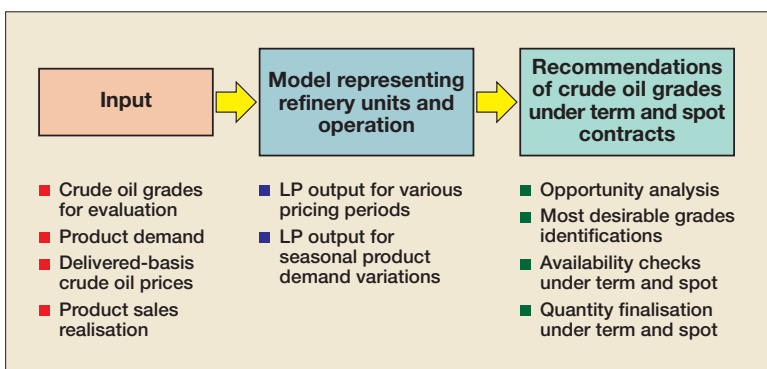 Input
Model representing
refinery units and
operation
Recommendations
of crude oil grades
under term and spot
contracts
Crude oil grades
for evaluation
Product demand
Delivered-basis
crude oil prices
Product sales
realisation
LP output for various
pricing periods
LP output for
seasonal product
demand variations
Opportunity analysis
Most desirable grades
identifications
Availability checks
under term and spot
Quantity finalisation
under term and spot